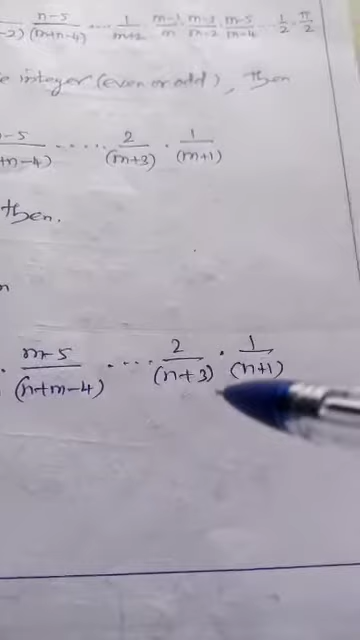 -2) n-5/(m+n-4) ... 1/(m+2) m-1/m . m-3/m-2 . m-5/m-4 ... 1/2 . π/2
integer (even or odd), then
n-5/(m+n-4) ..... 2/(m+3) . 1/(m+1)
then.
n
. m-5/(n+m-4) . ... 2/(n+3) . 1/(n+1)